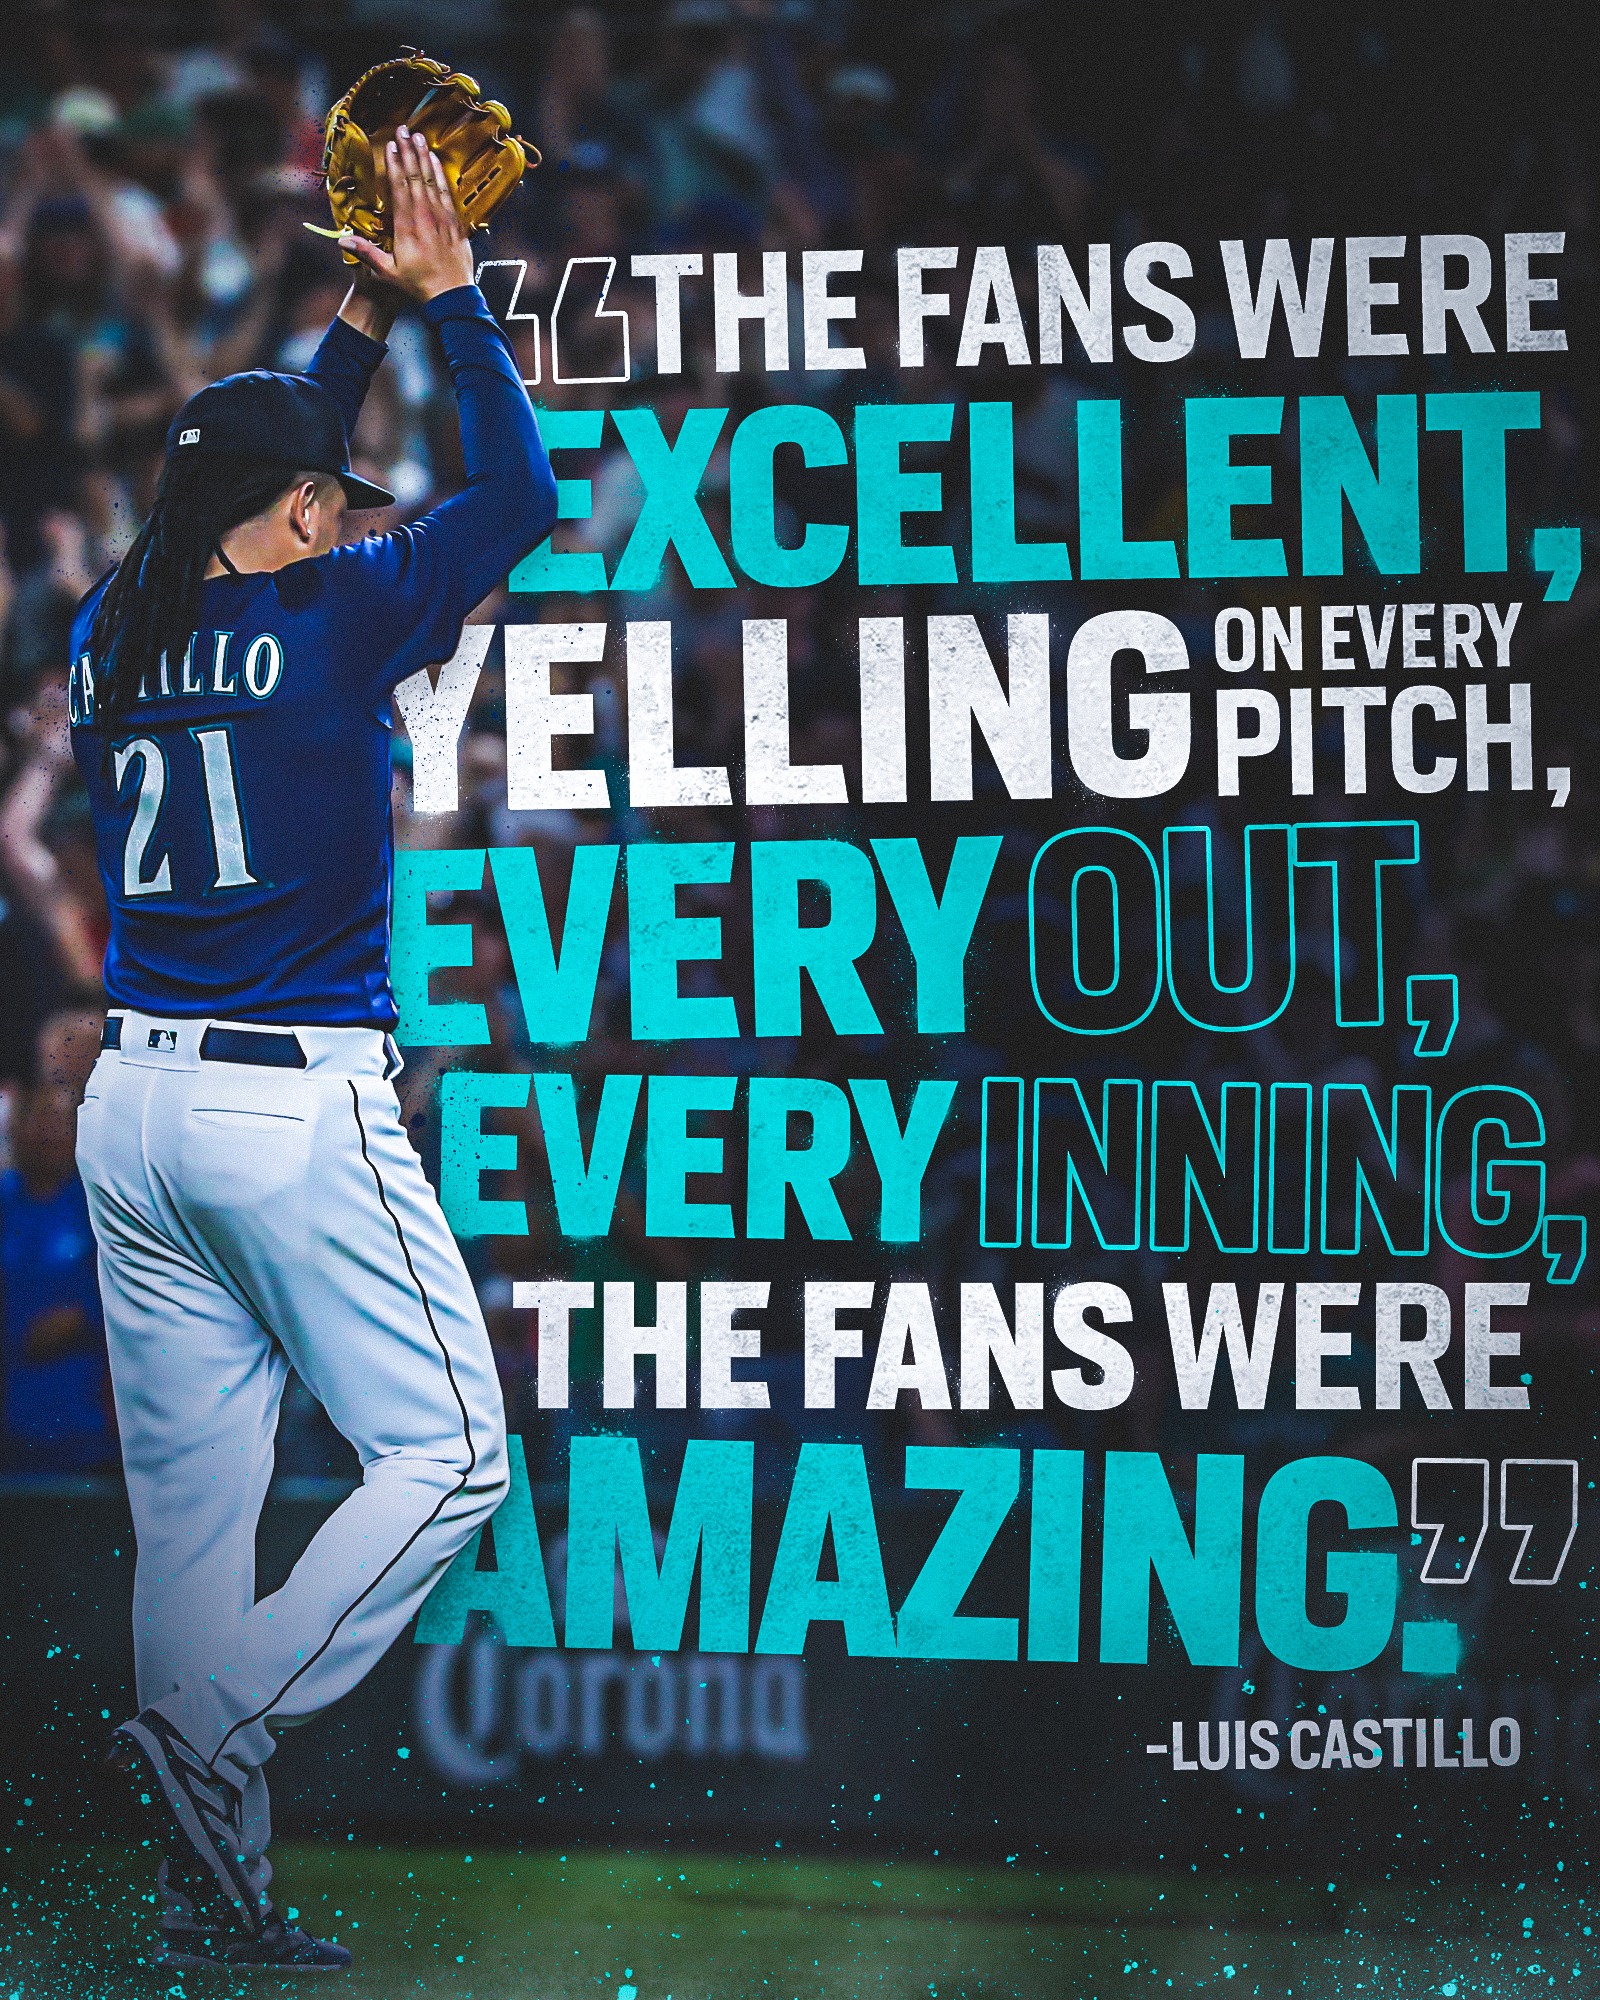 “THE FANS WERE
EXCELLENT,
YELLING ON EVERY PITCH,
EVERY OUT,
EVERY INNING,
THE FANS WERE
AMAZING.”
-LUIS CASTILLO
21
Corona